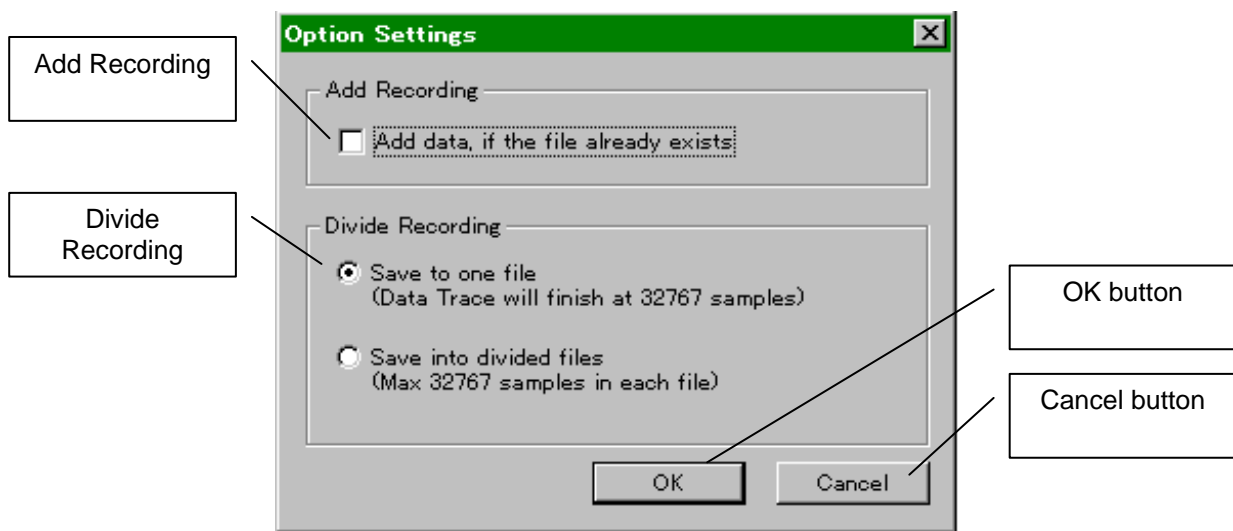 Option Settings
Add Recording
Add Recording
Add data, if the file already exists
Divide
Recording
Divide Recording
Save to one file
(Data Trace will finish at 32767 samples)
OK button
Save into divided files
(Max 32767 samples in each file)
Cancel button
OK
Cancel